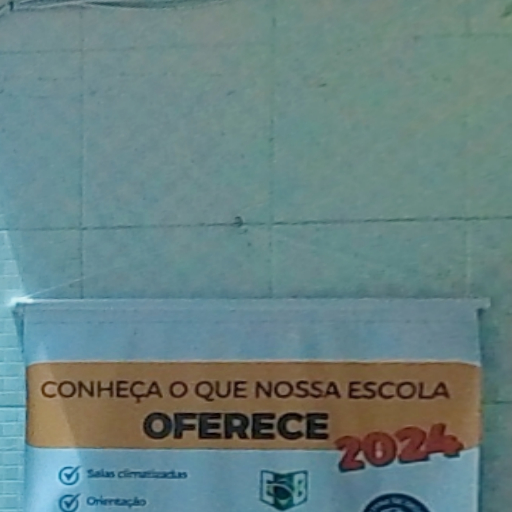 CONHEÇA O QUE NOSSA ESCOLA
OFERECE
2024
Salas climatizadas
Orientação